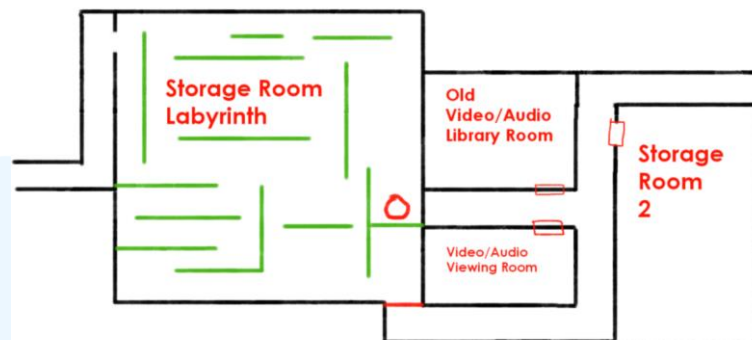 Storage Room
Labyrinth
Old
Video/Audio
Library Room
Storage
Room
2
Video/Audio
Viewing Room